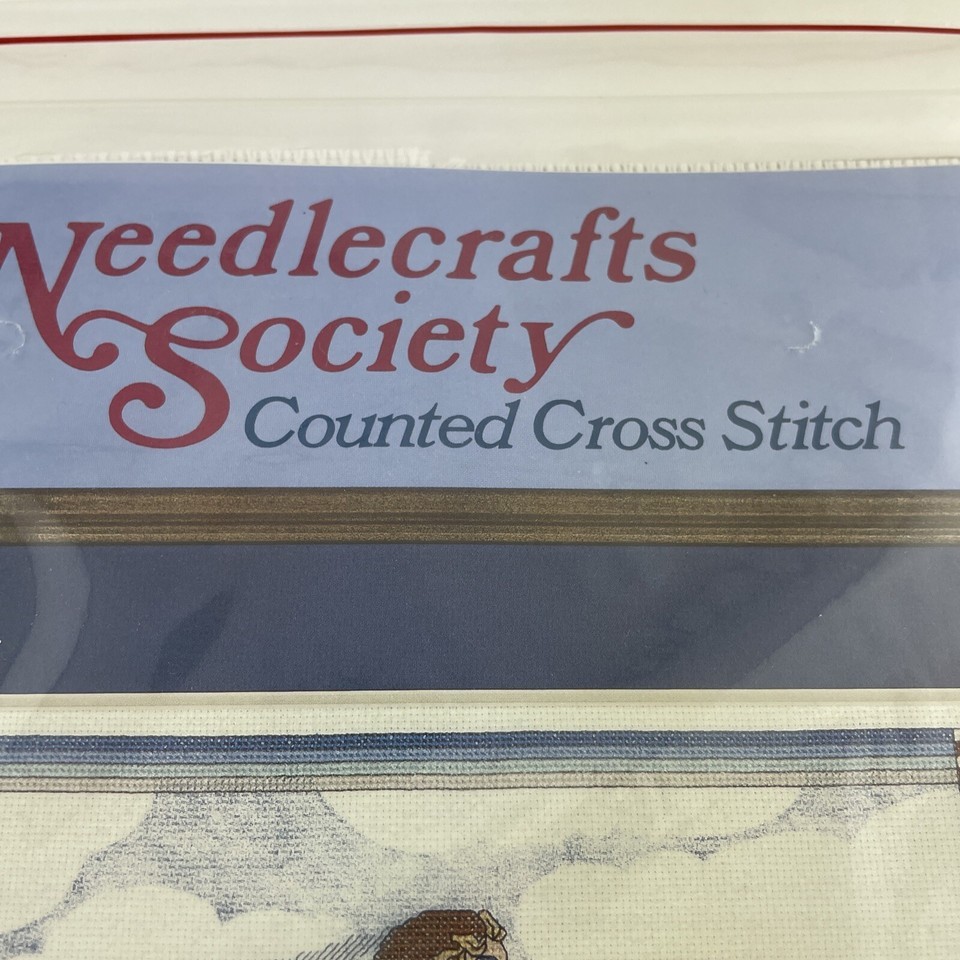 Needlecrafts
Society
Counted Cross Stitch